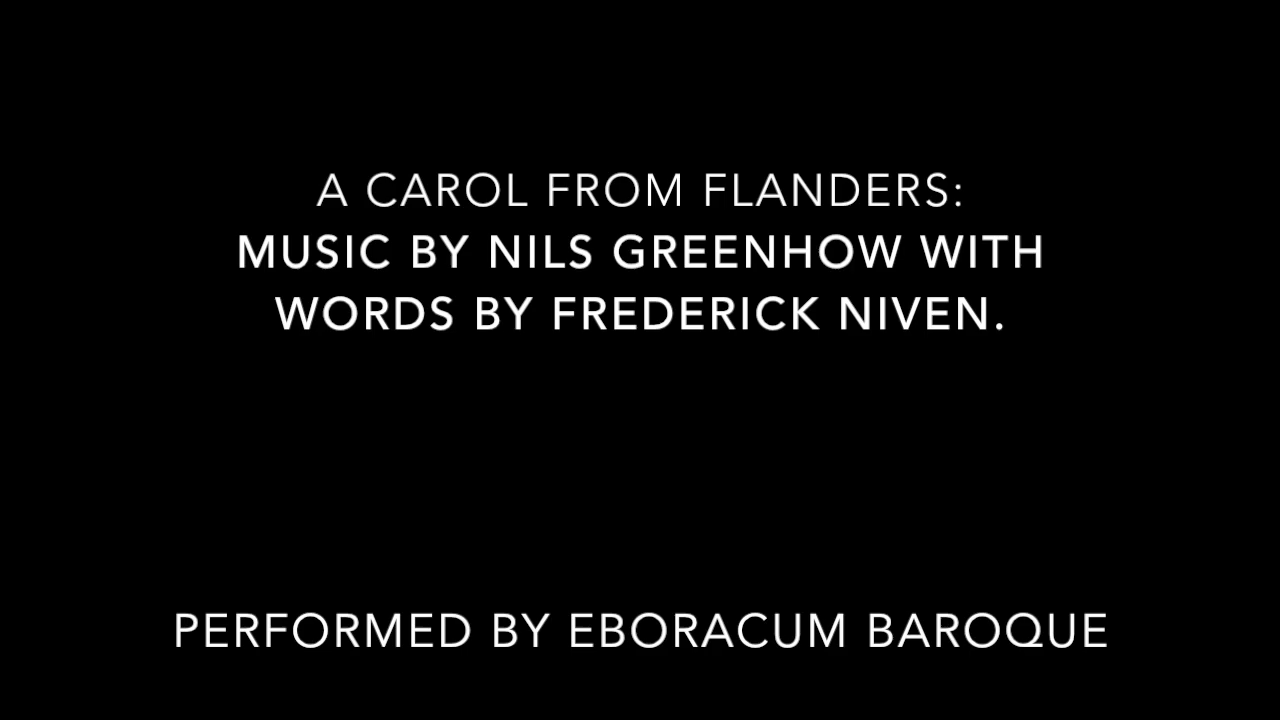 A CAROL FROM FLANDERS:
MUSIC BY NILS GREENHOW WITH
WORDS BY FREDERICK NIVEN.
PERFORMED BY EBORACUM BAROQUE